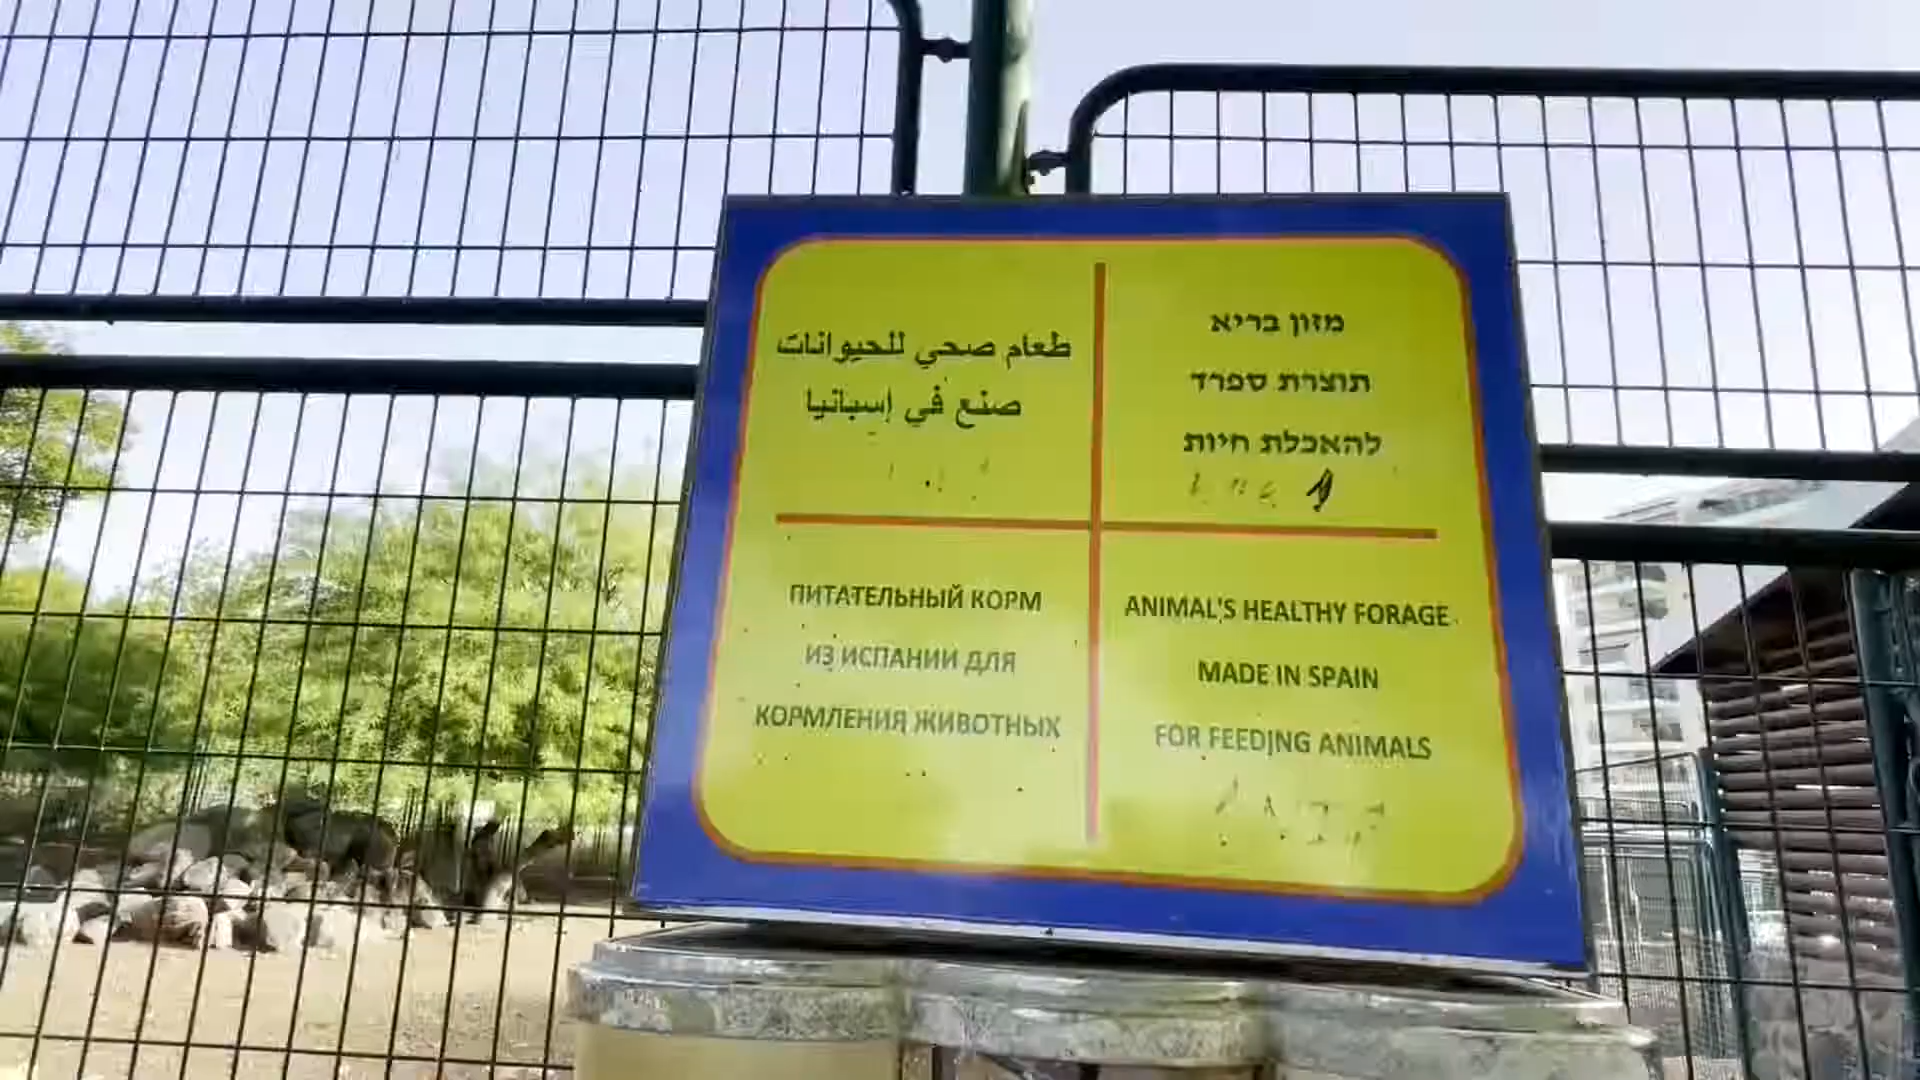 طعام صحي للحيوانات
صنع في إسبانيا
מזון בריא
תוצרת ספרד
להאכלת חיות
ПИТАТЕЛЬНЫЙ КОРМ
ИЗ ИСПАНИИ ДЛЯ
КОРМЛЕНИЯ ЖИВОТНЫХ
ANIMAL'S HEALTHY FORAGE
MADE IN SPAIN
FOR FEEDING ANIMALS